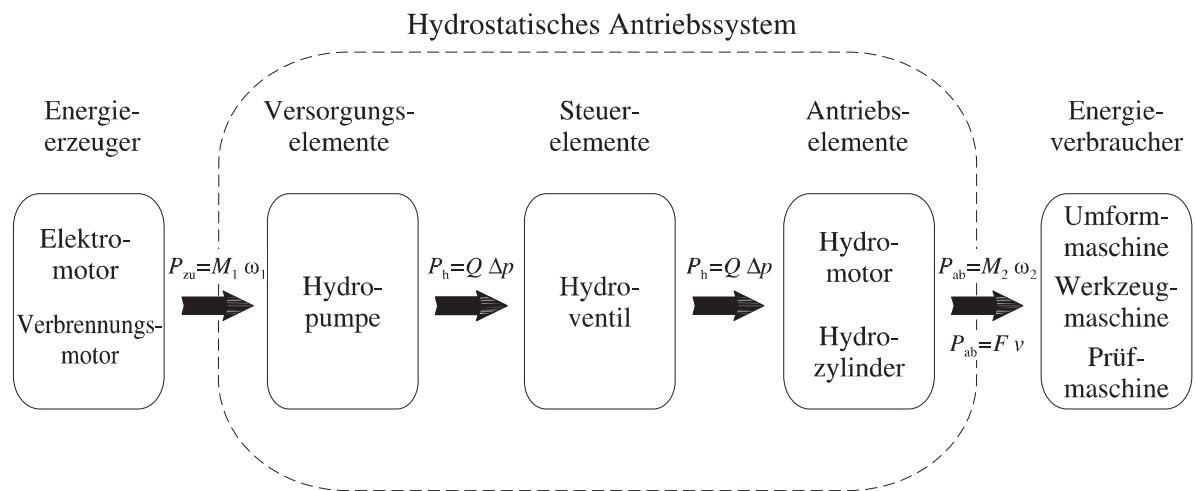 Hydrostatisches Antriebssystem
Energie-
erzeuger
Versorgungs-
elemente
Steuer-
elemente
Antriebs-
elemente
Energie-
verbraucher
Elektro-
motor
Verbrennungs-
motor
P_zu=M_1 ω_1
Hydro-
pumpe
P_h=Q Δp
Hydro-
ventil
P_h=Q Δp
Hydro-
motor
Hydro-
zylinder
P_ab=M_2 ω_2
P_ab=F v
Umform-
maschine
Werkzeug-
maschine
Prüf-
maschine